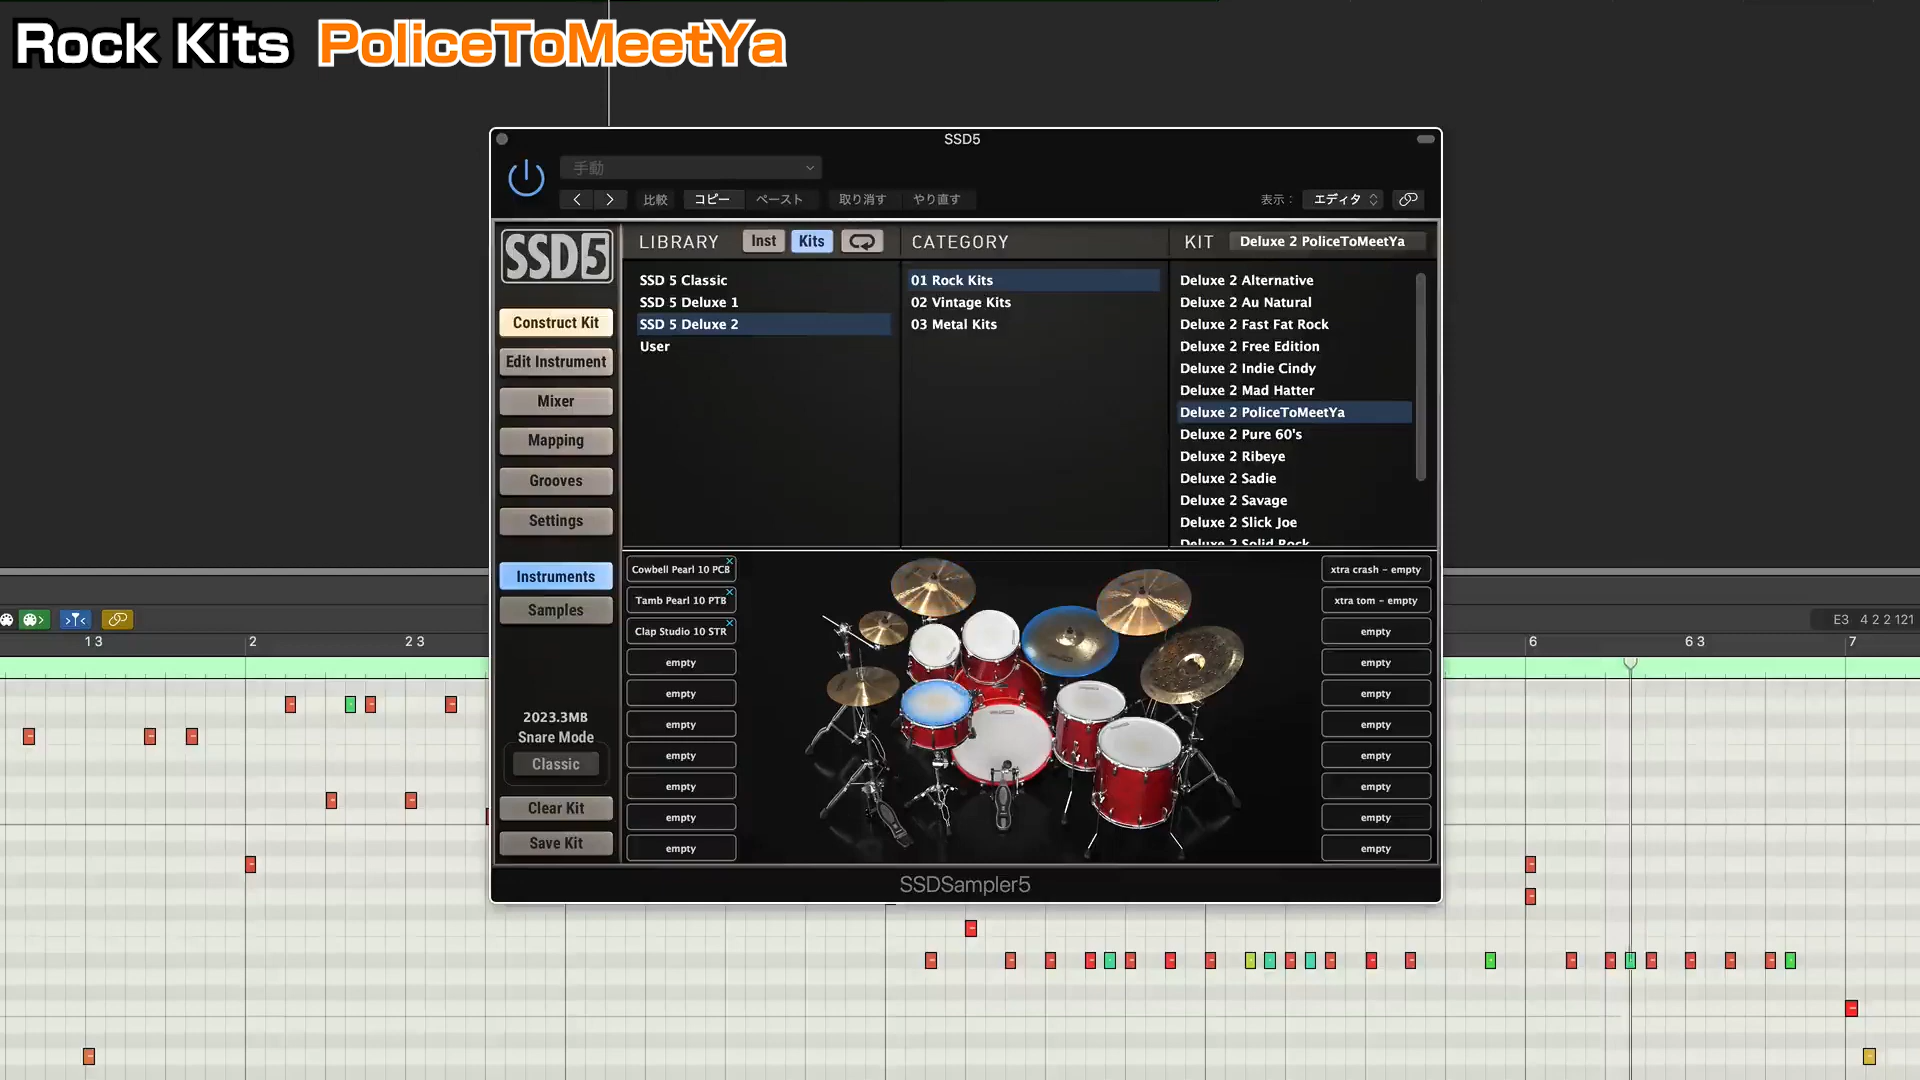 Rock Kits PoliceToMeetYa
SSD5
手動
比較 コピー ペースト 取り消す やり直す
表示： エディタ
SSD5
LIBRARY Inst Kits
CATEGORY
KIT Deluxe 2 PoliceToMeetYa
SSD 5 Classic
SSD 5 Deluxe 1
SSD 5 Deluxe 2
User
01 Rock Kits
02 Vintage Kits
03 Metal Kits
Deluxe 2 Alternative
Deluxe 2 Au Natural
Deluxe 2 Fast Fat Rock
Deluxe 2 Free Edition
Deluxe 2 Indie Cindy
Deluxe 2 Mad Hatter
Deluxe 2 PoliceToMeetYa
Deluxe 2 Pure 60's
Deluxe 2 Ribeye
Deluxe 2 Sadie
Deluxe 2 Savage
Deluxe 2 Slick Joe
Deluxe 2 Solid Rock
Construct Kit
Edit Instrument
Mixer
Mapping
Grooves
Settings
Instruments
Samples
2023.3MB
Snare Mode
Classic
Clear Kit
Save Kit
Cowbell Pearl 10 PCB
Tamb Pearl 10 PTB
Clap Studio 10 STR
empty
empty
empty
empty
empty
empty
empty
xtra crash - empty
xtra tom - empty
empty
empty
empty
empty
empty
empty
empty
empty
SSDSampler5
E3 4 2 2 121
1 3 2 2 3 6 6 3 7